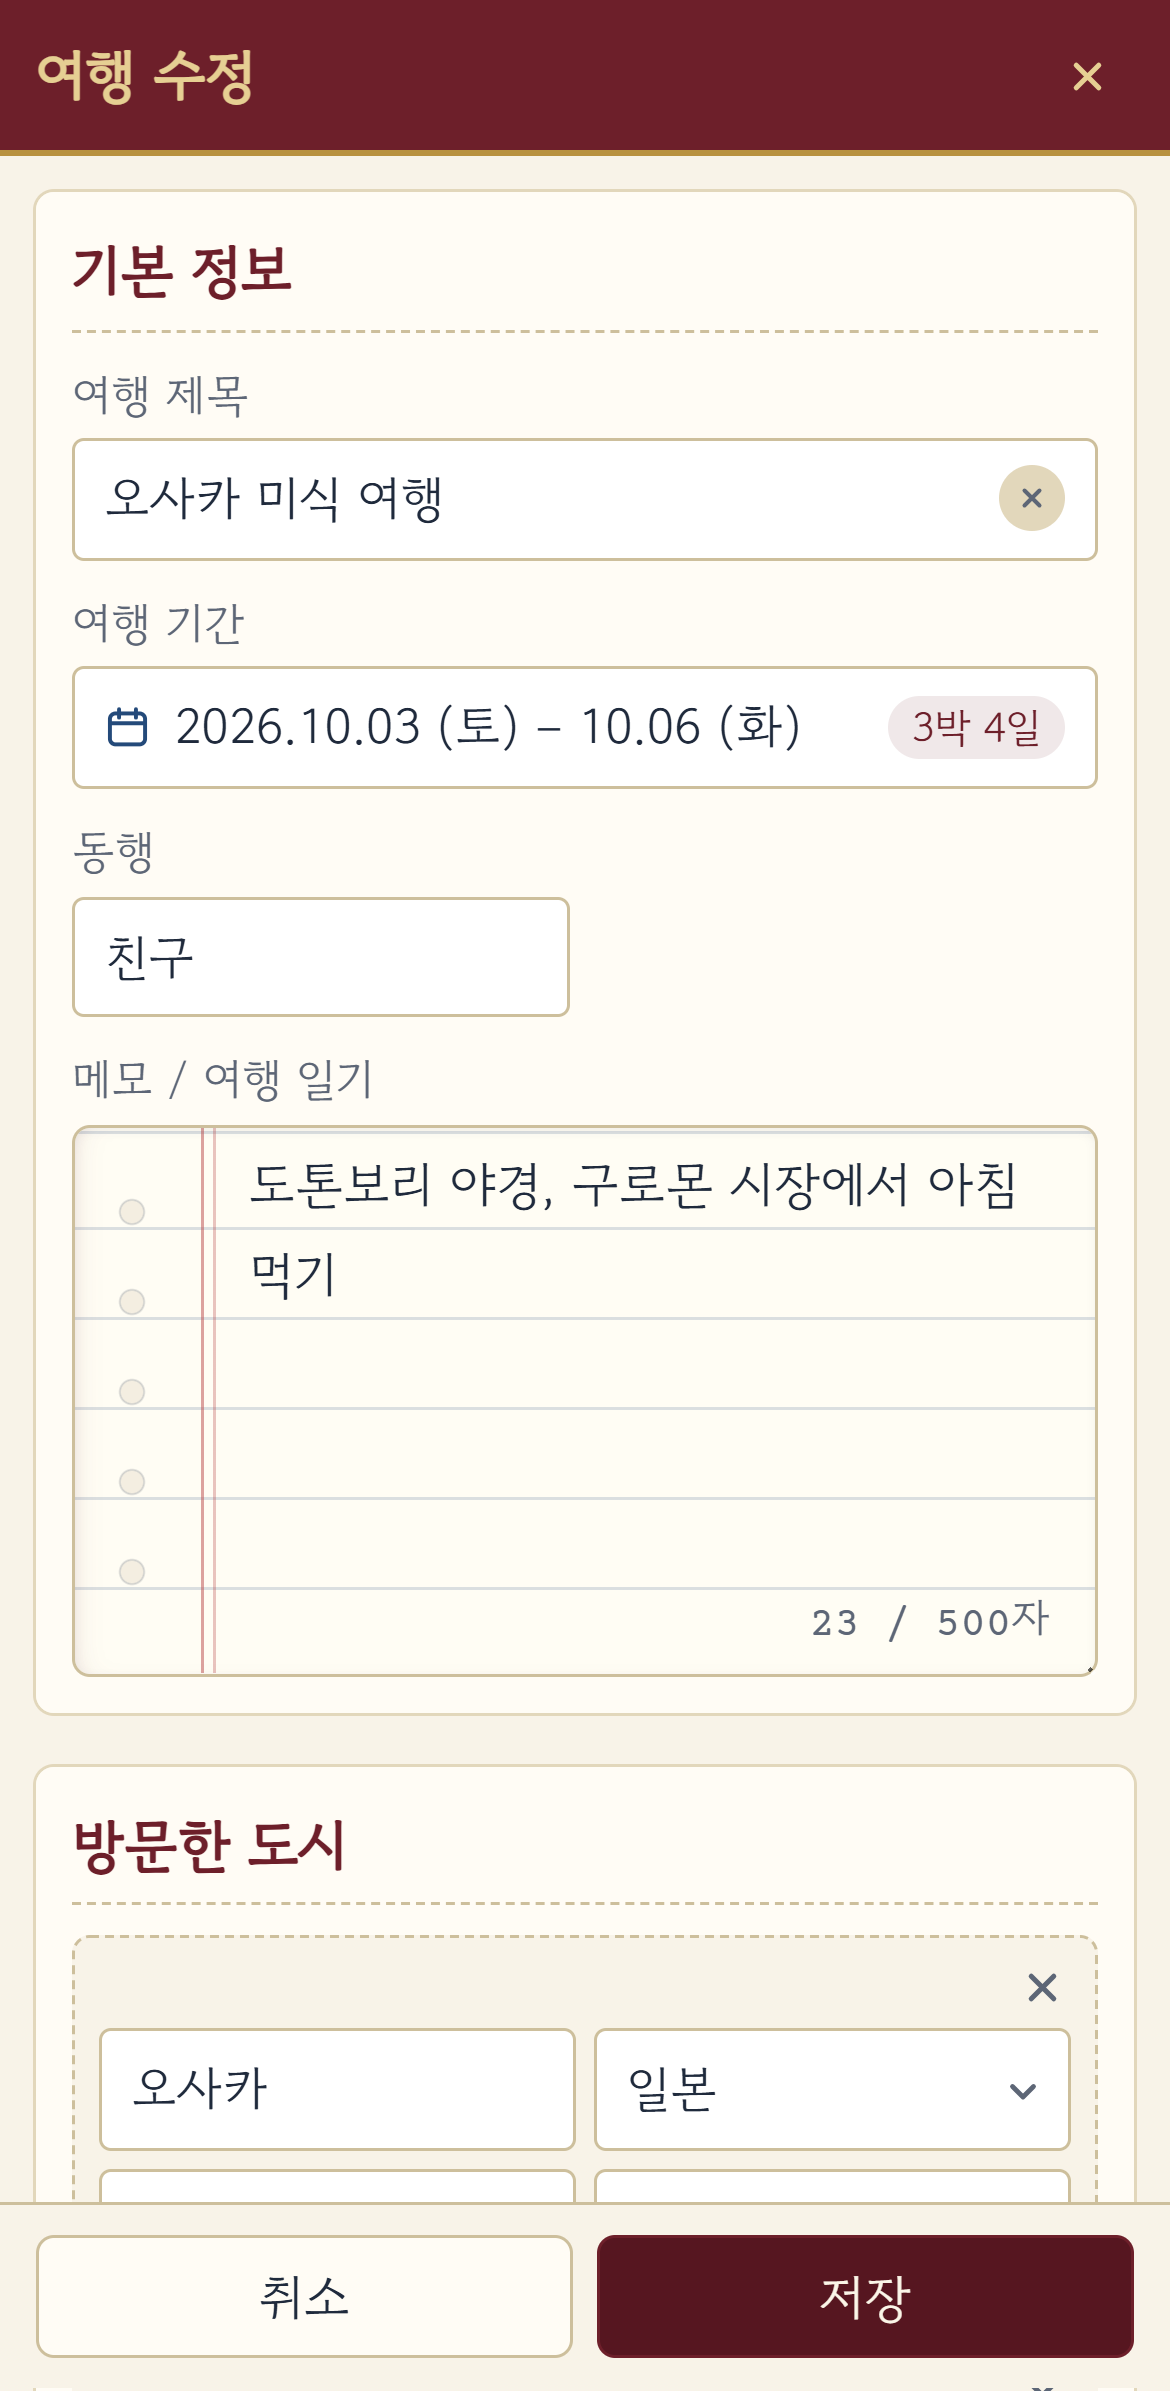 여행 수정
기본 정보
여행 제목
오사카 미식 여행
여행 기간
2026.10.03 (토) – 10.06 (화)
3박 4일
동행
친구
메모 / 여행 일기
도톤보리 야경, 구로몬 시장에서 아침
먹기
23 / 500자
방문한 도시
오사카
일본
취소
저장